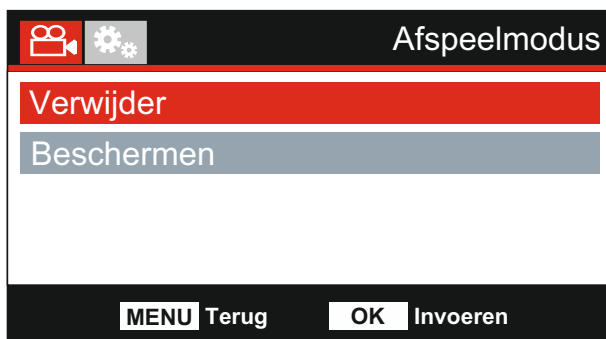 Afspeelmodus
Verwijder
Beschermen
MENU Terug OK Invoeren